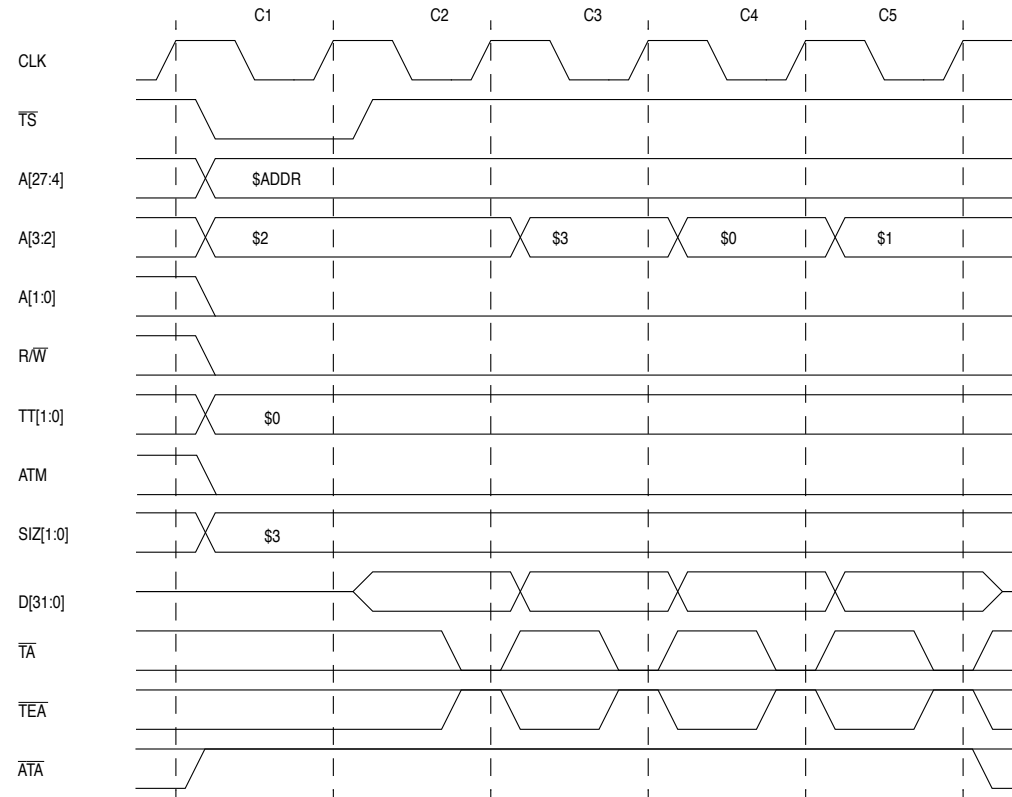 C1 C2 C3 C4 C5
CLK
TS
A[27:4] $ADDR
A[3:2] $2 $3 $0 $1
A[1:0]
R/W
TT[1:0] $0
ATM
SIZ[1:0] $3
D[31:0]
TA
TEA
ATA